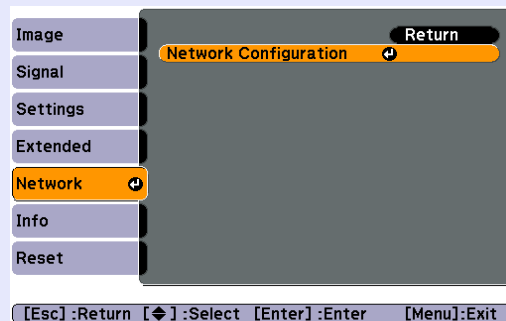 Image
Signal
Settings
Extended
Network
Info
Reset
Return
Network Configuration
[Esc] :Return [◆] :Select [Enter] :Enter [Menu]:Exit